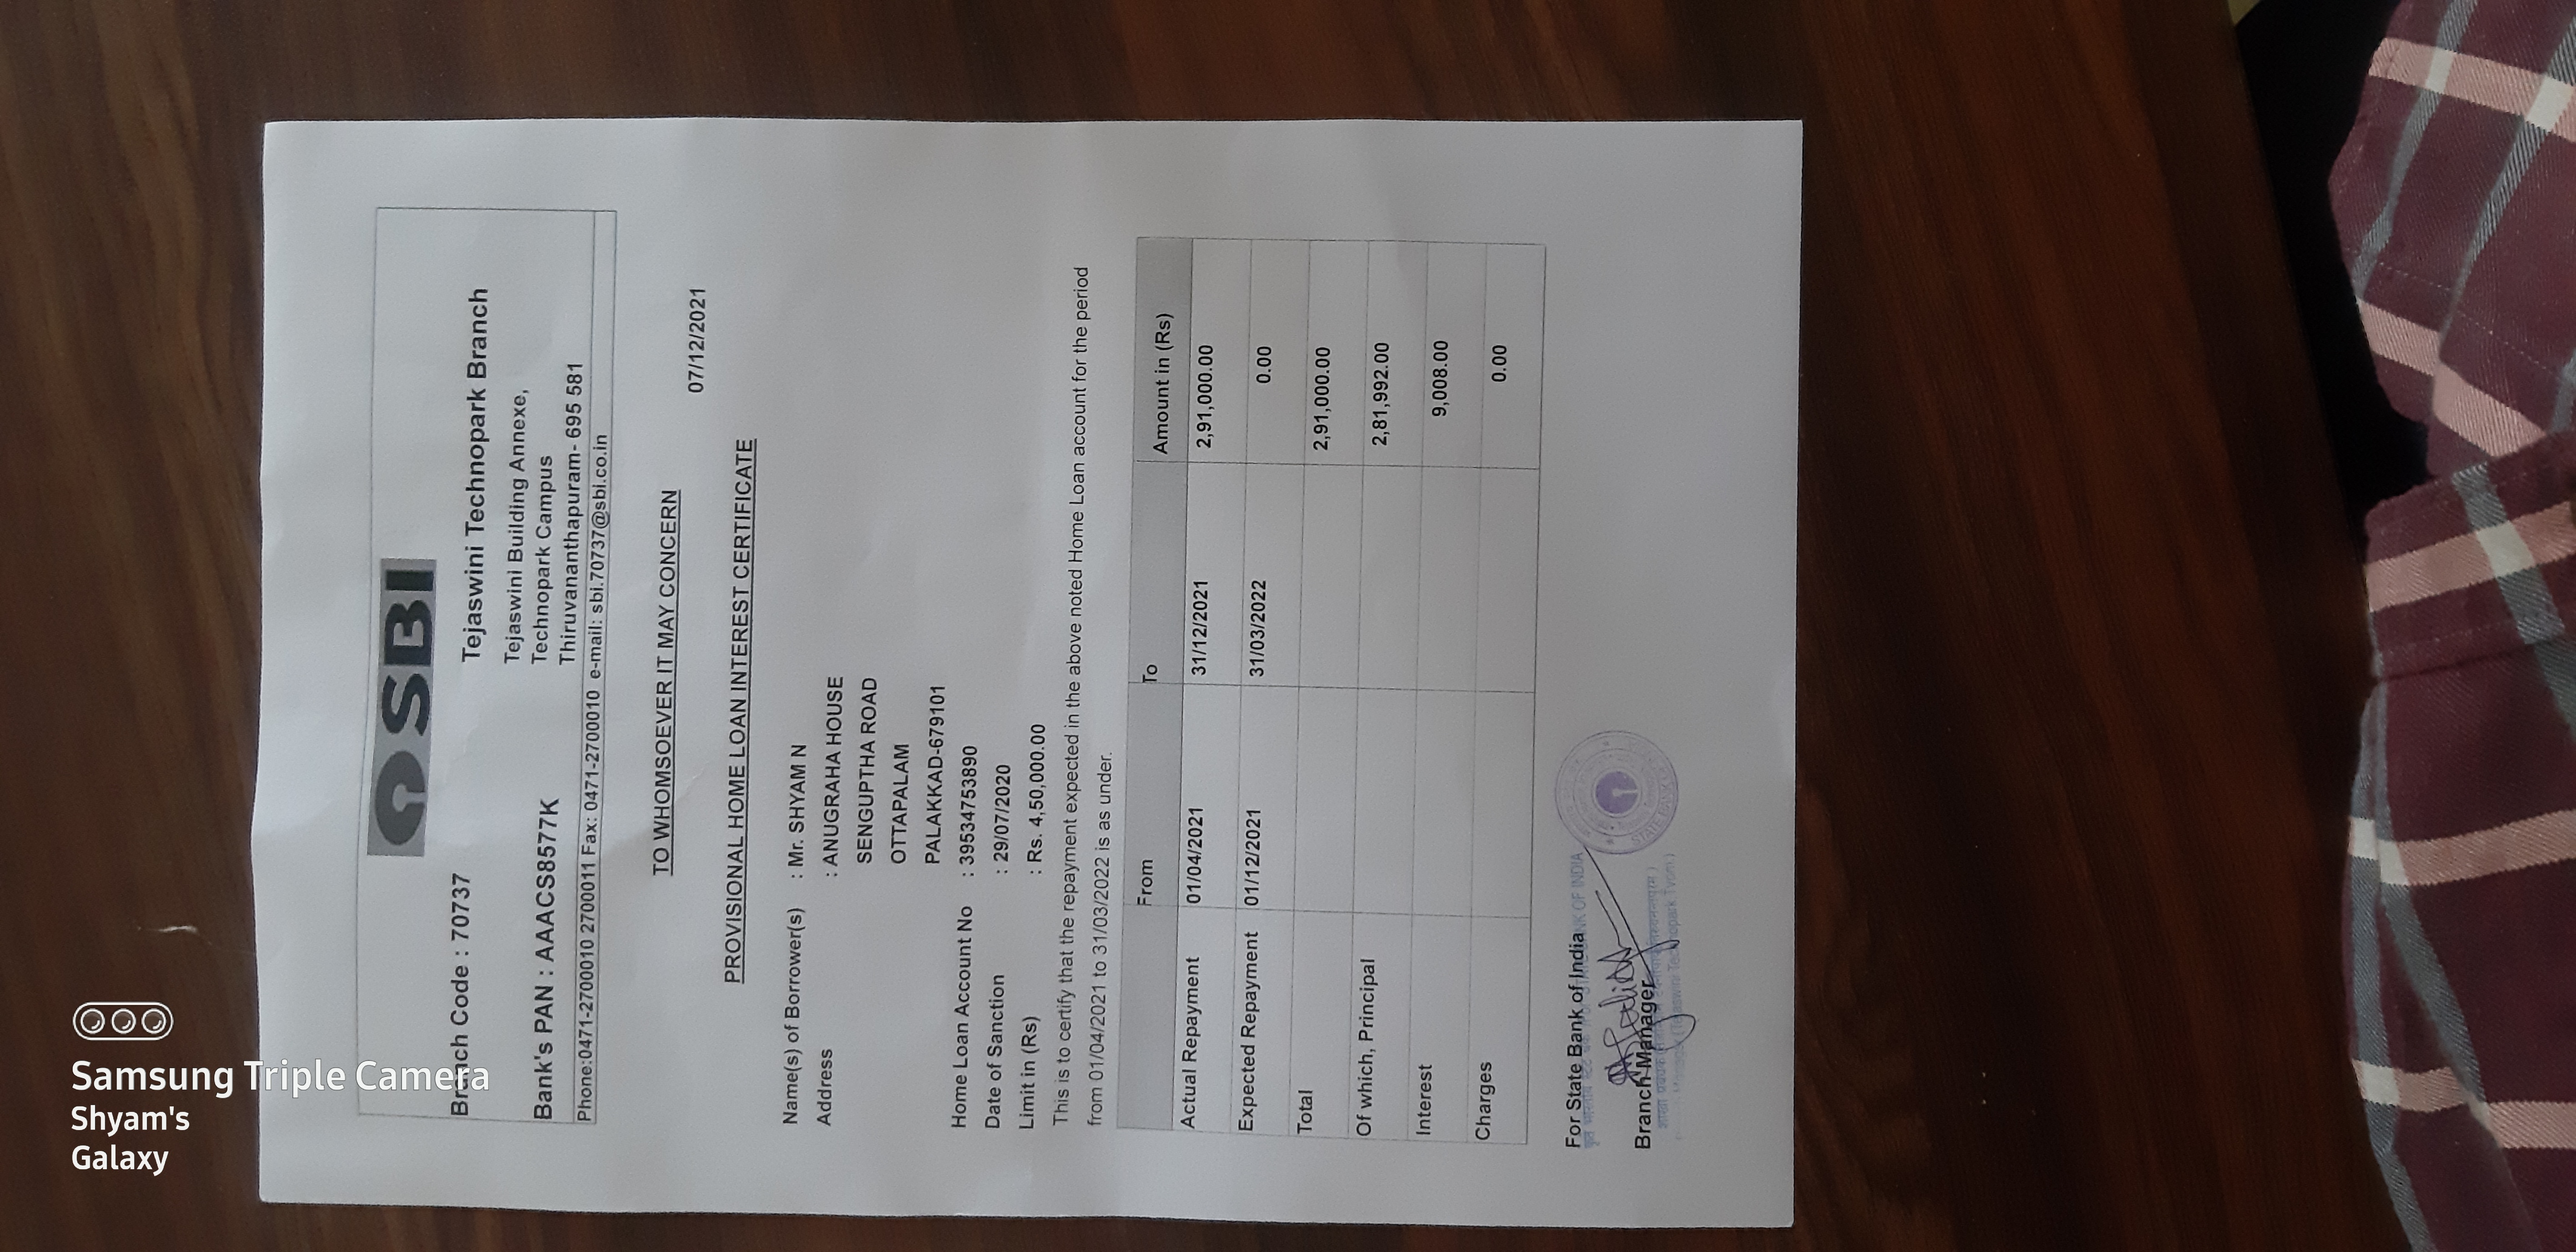 SBI
Branch Code : 70737 Tejaswini Technopark Branch
Tejaswini Building Annexe,
Bank's PAN : AAACS8577K Technopark Campus
Thiruvananthapuram- 695 581
Phone:0471-2700010 2700011 Fax: 0471-2700010 e-mail: sbi.70737@sbi.co.in
TO WHOMSOEVER IT MAY CONCERN
07/12/2021
PROVISIONAL HOME LOAN INTEREST CERTIFICATE
Name(s) of Borrower(s) : Mr. SHYAM N
Address : ANUGRAHA HOUSE
SENGUPTHA ROAD
OTTAPALAM
PALAKKAD-679101
Home Loan Account No : 39534753890
Date of Sanction : 29/07/2020
Limit in (Rs) : Rs. 4,50,000.00
This is to certify that the repayment expected in the above noted Home Loan account for the period
from 01/04/2021 to 31/03/2022 is as under.
From To Amount in (Rs)
Actual Repayment 01/04/2021 31/12/2021 2,91,000.00
Expected Repayment 01/12/2021 31/03/2022 0.00
Total 2,91,000.00
Of which, Principal 2,81,992.00
Interest 9,008.00
Charges 0.00
For State Bank of India
STATE BANK OF INDIA
Branch Manager
STATE BANK
Samsung Triple Camera
Shyam's
Galaxy